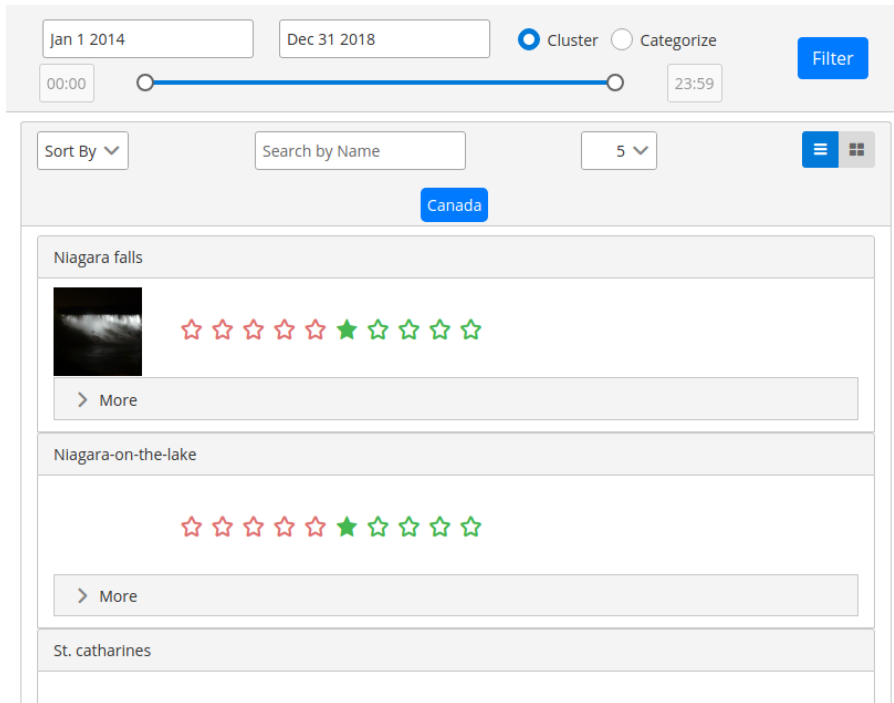 Jan 1 2014 Dec 31 2018 Cluster Categorize Filter
00:00 23:59
Sort By Search by Name 5
Canada
Niagara falls
More
Niagara-on-the-lake
More
St. catharines